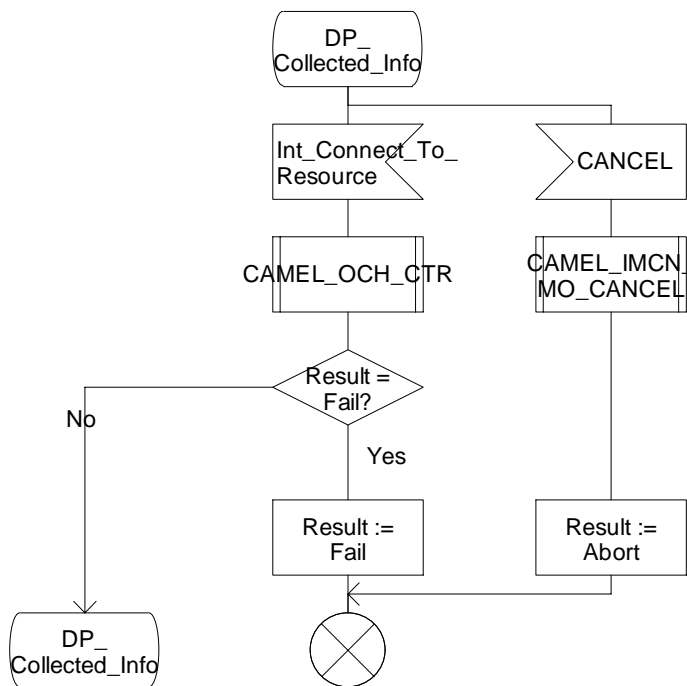 DP_
Collected_Info
Int_Connect_To_
Resource
CANCEL
CAMEL_OCH_CTR
CAMEL_IMCN_
MO_CANCEL
Result =
Fail?
No
Yes
Result :=
Fail
Result :=
Abort
DP_
Collected_Info